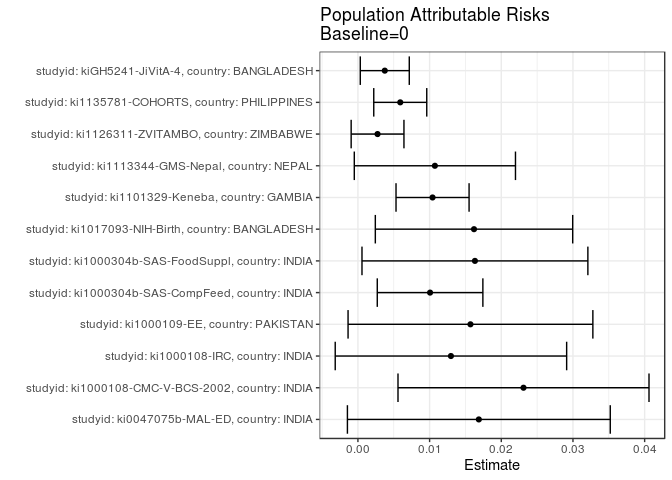 Population Attributable Risks
Baseline=0
studyid: kiGH5241-JiVitA-4, country: BANGLADESH
studyid: ki1135781-COHORTS, country: PHILIPPINES
studyid: ki1126311-ZVITAMBO, country: ZIMBABWE
studyid: ki1113344-GMS-Nepal, country: NEPAL
studyid: ki1101329-Keneba, country: GAMBIA
studyid: ki1017093-NIH-Birth, country: BANGLADESH
studyid: ki1000304b-SAS-FoodSuppl, country: INDIA
studyid: ki1000304b-SAS-CompFeed, country: INDIA
studyid: ki1000109-EE, country: PAKISTAN
studyid: ki1000108-IRC, country: INDIA
studyid: ki1000108-CMC-V-BCS-2002, country: INDIA
studyid: ki0047075b-MAL-ED, country: INDIA
0.00 0.01 0.02 0.03 0.04
Estimate